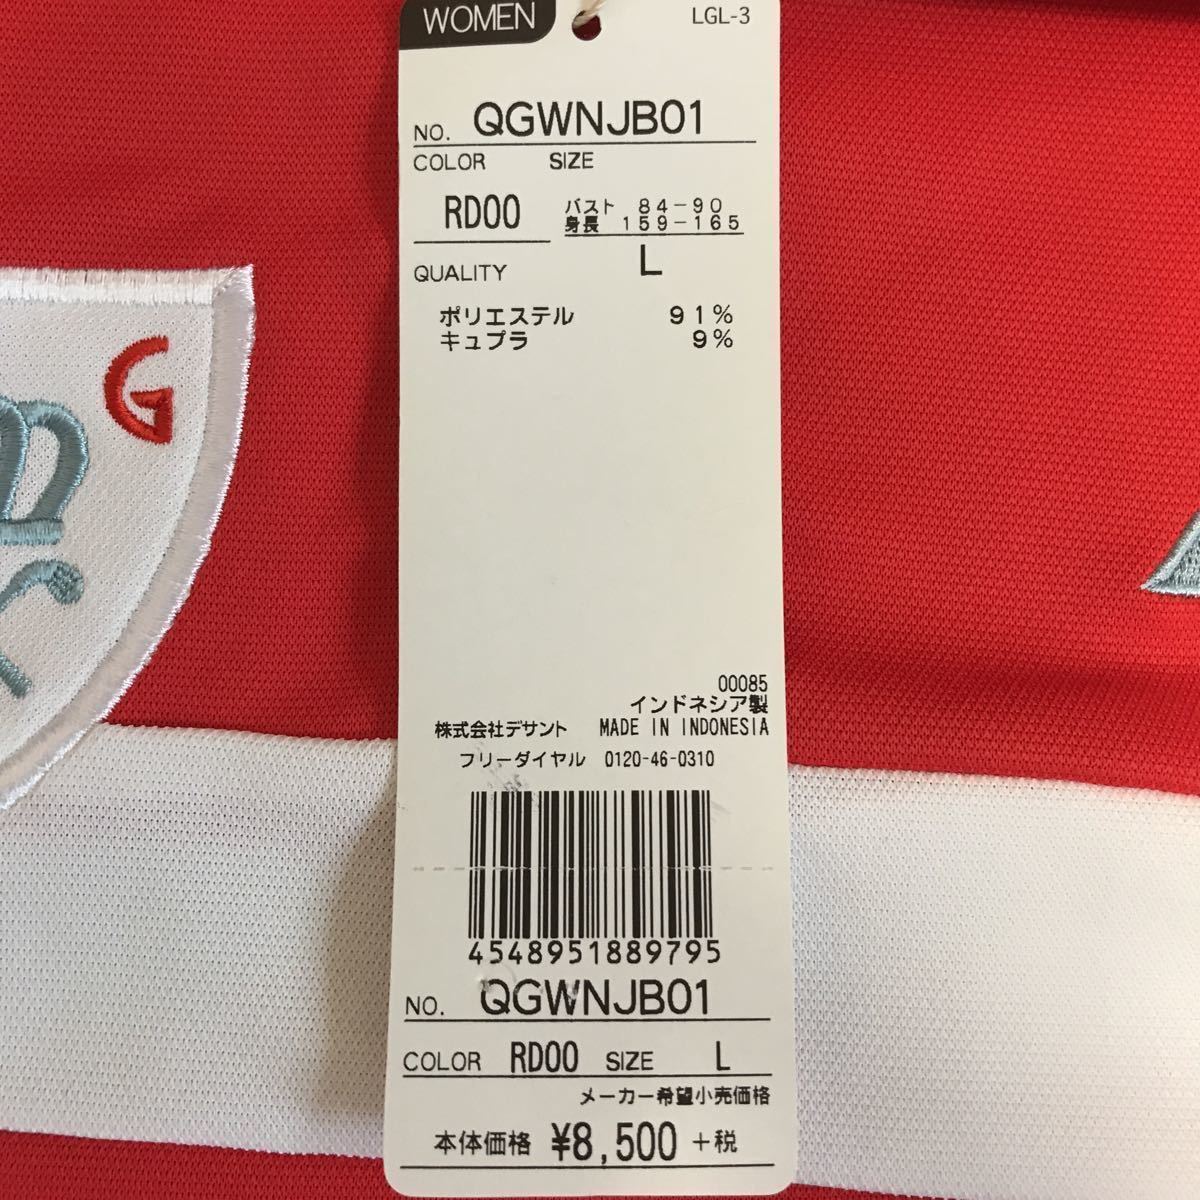 WOMEN
LGL-3
NO. QGWNJB01
COLOR SIZE
RD00
バスト 84-90
身長 159-165
L
QUALITY
ポリエステル 91%
キュプラ 9%
G
00085
インドネシア製
株式会社デサント MADE IN INDONESIA
フリーダイヤル 0120-46-0310
4548951889795
NO. QGWNJB01
COLOR RD00 SIZE L
メーカー希望小売価格
本体価格 ¥8,500 +税